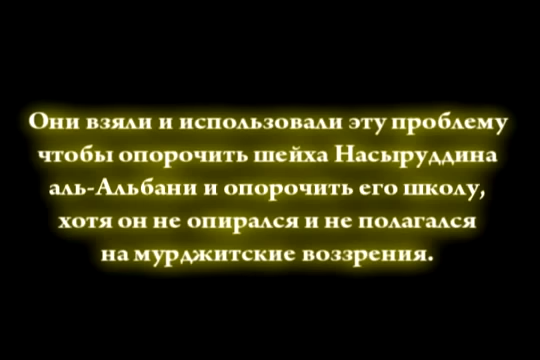 Они взяли и использовали эту проблему
чтобы опорочить шейха Насыруддина
аль-Альбани и опорочить его школу,
хотя он не опирался и не полагался
на мурджитские воззрения.